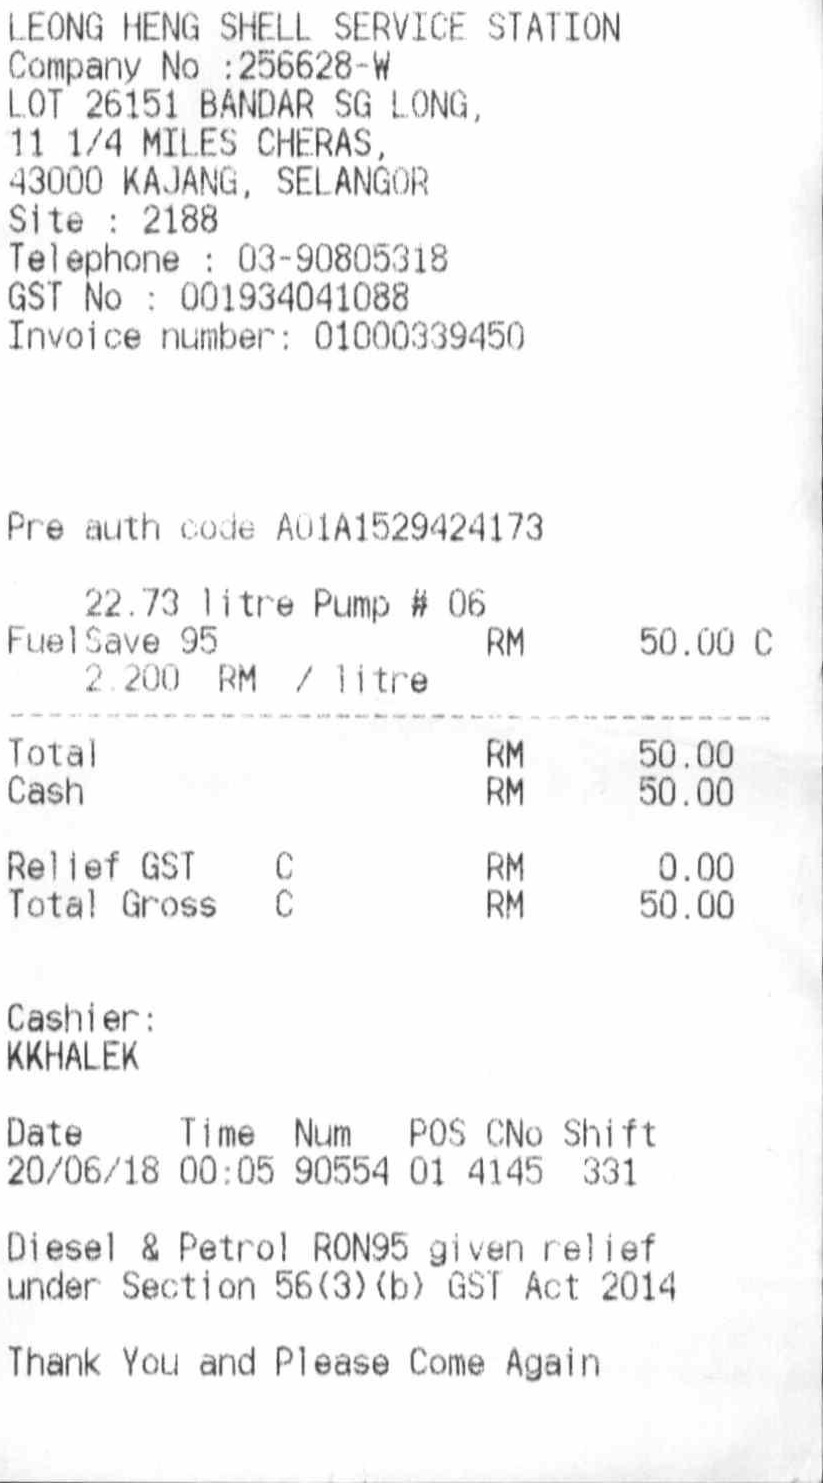 LEONG HENG SHELL SERVICE STATION
Company No :256628-W
LOT 26151 BANDAR SG LONG,
11 1/4 MILES CHERAS,
43000 KAJANG, SELANGOR
Site : 2188
Telephone : 03-90805318
GST No : 001934041088
Invoice number: 01000339450
Pre auth code A01A1529424173
22.73 litre Pump # 06
FuelSave 95 RM 50.00 C
2.200 RM / litre
Total RM 50.00
Cash RM 50.00
Relief GST C RM 0.00
Total Gross C RM 50.00
Cashier:
KKHALEK
Date Time Num POS CNo Shift
20/06/18 00:05 90554 01 4145 331
Diesel & Petrol RON95 given relief
under Section 56(3)(b) GST Act 2014
Thank You and Please Come Again